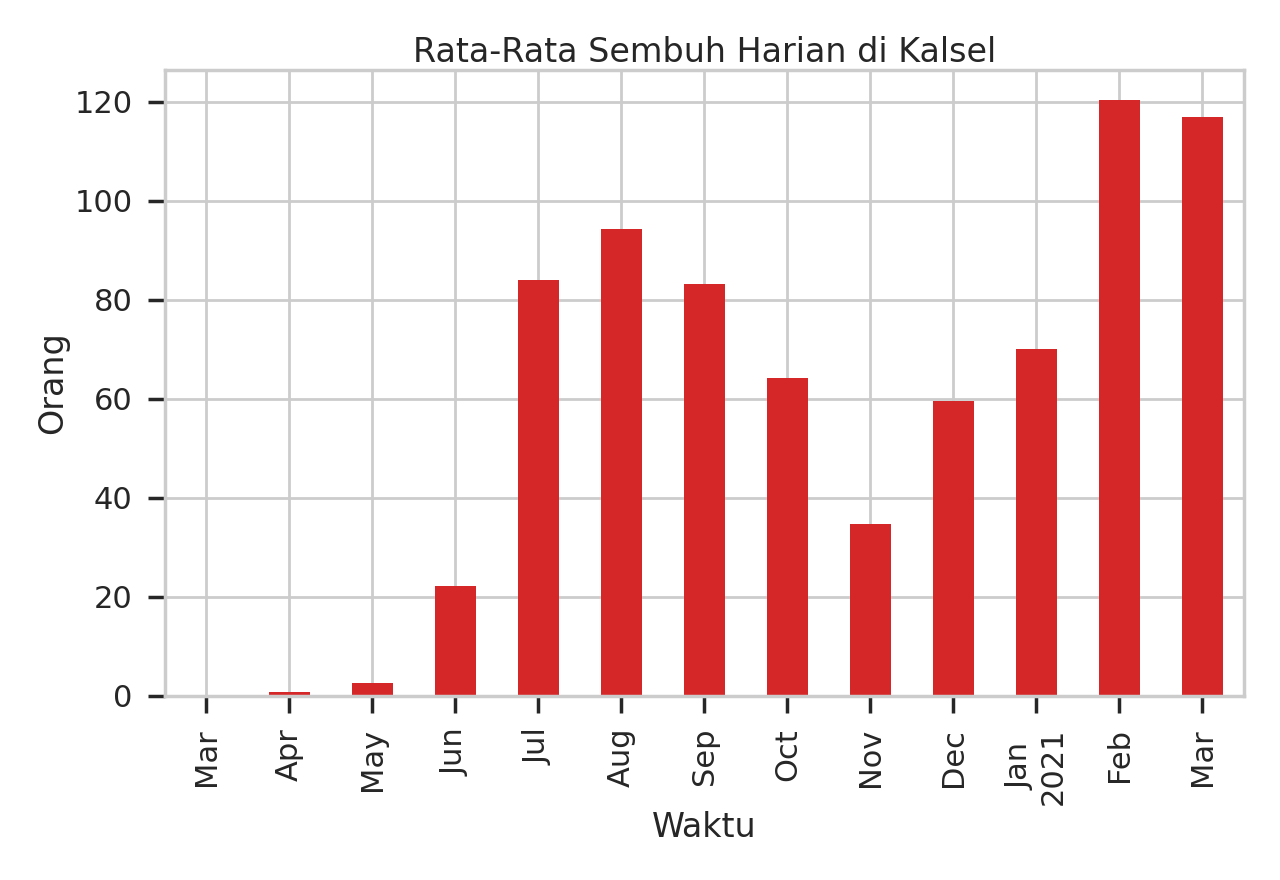 Rata-Rata Sembuh Harian di Kalsel
120
100
80
60
40
20
0
Orang
Mar
Apr
May
Jun
Jul
Aug
Sep
Oct
Nov
Dec
Jan
2021
Feb
Mar
Waktu